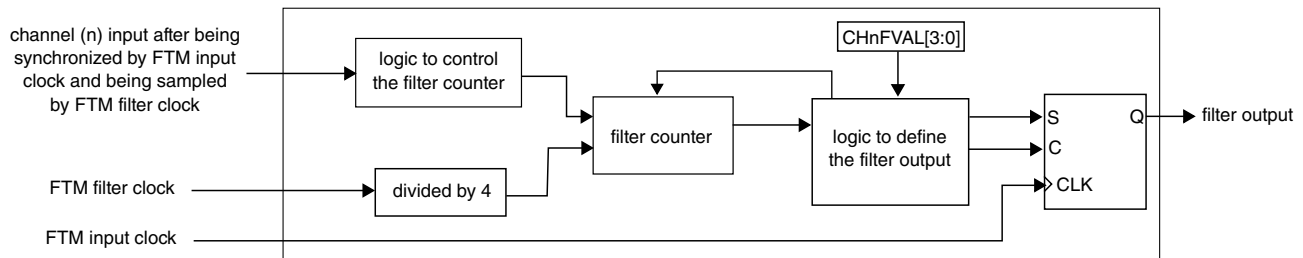 channel (n) input after being
synchronized by FTM input
clock and being sampled
by FTM filter clock
logic to control
the filter counter
CHnFVAL[3:0]
filter counter
logic to define
the filter output
S
Q
C
CLK
filter output
FTM filter clock
divided by 4
FTM input clock